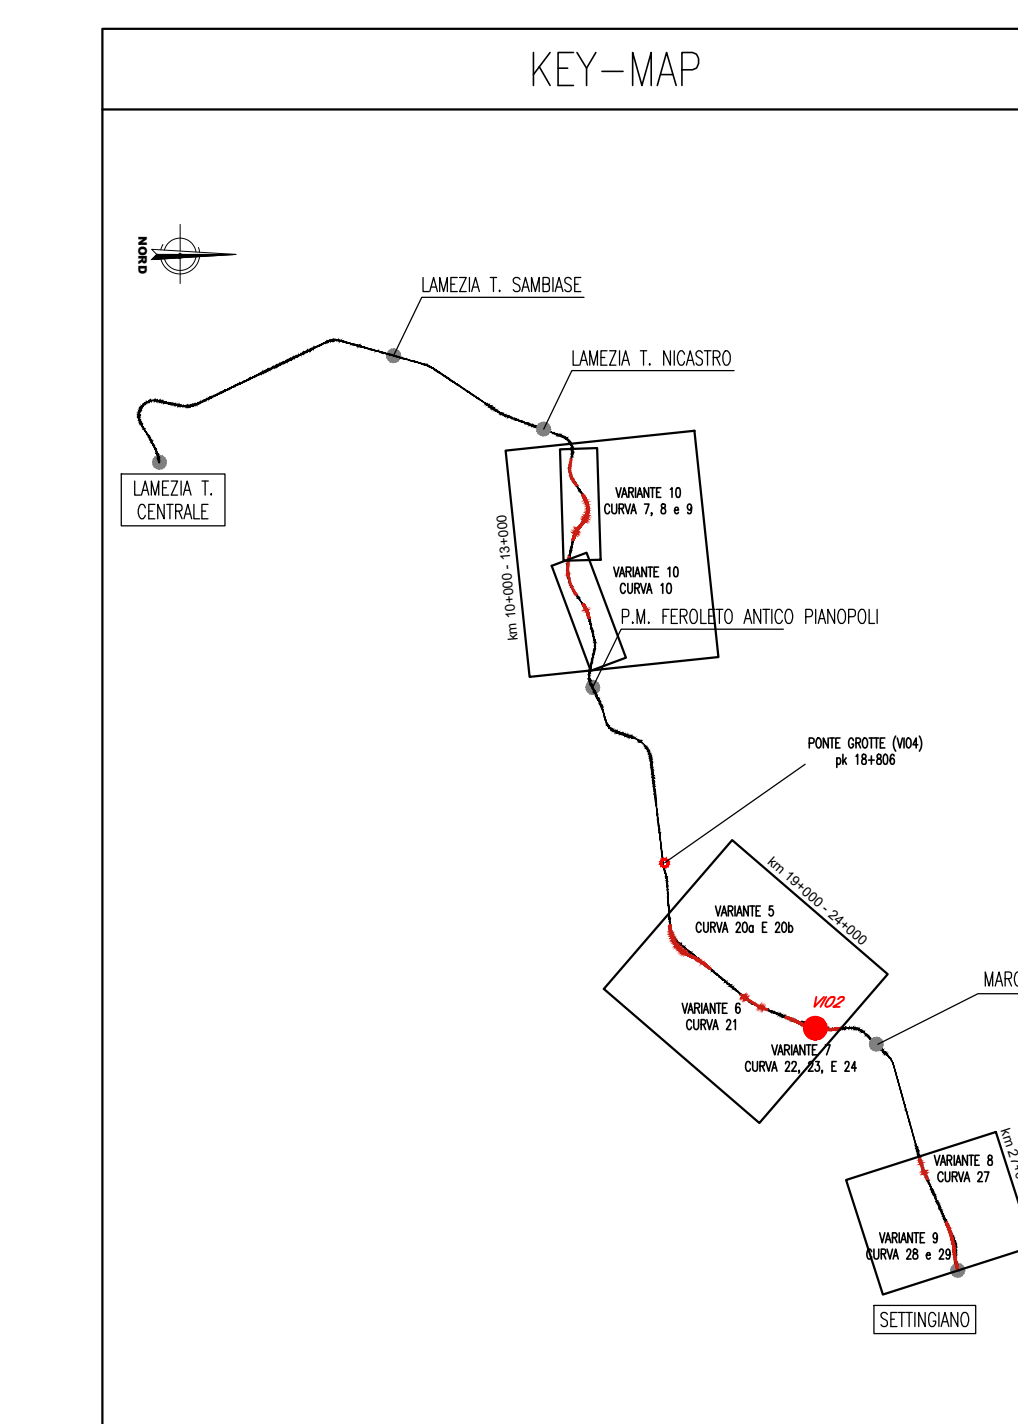 KEY-MAP
NORD
LAMEZIA T. SAMBIASE
LAMEZIA T. NICASTRO
LAMEZIA T.
CENTRALE
km 10+000 - 13+000
VARIANTE 10
CURVA 7, 8 e 9
VARIANTE 10
CURVA 10
P.M. FEROLETO ANTICO PIANOPOLI
PONTE GROTTE (VI04)
pk 18+806
km 19+000 - 24+000
VARIANTE 5
CURVA 20a E 20b
VARIANTE 6
CURVA 21
VI02
VARIANTE 7
CURVA 22, 23, E 24
VARIANTE 8
CURVA 27
VARIANTE 9
CURVA 28 e 29
SETTINGIANO